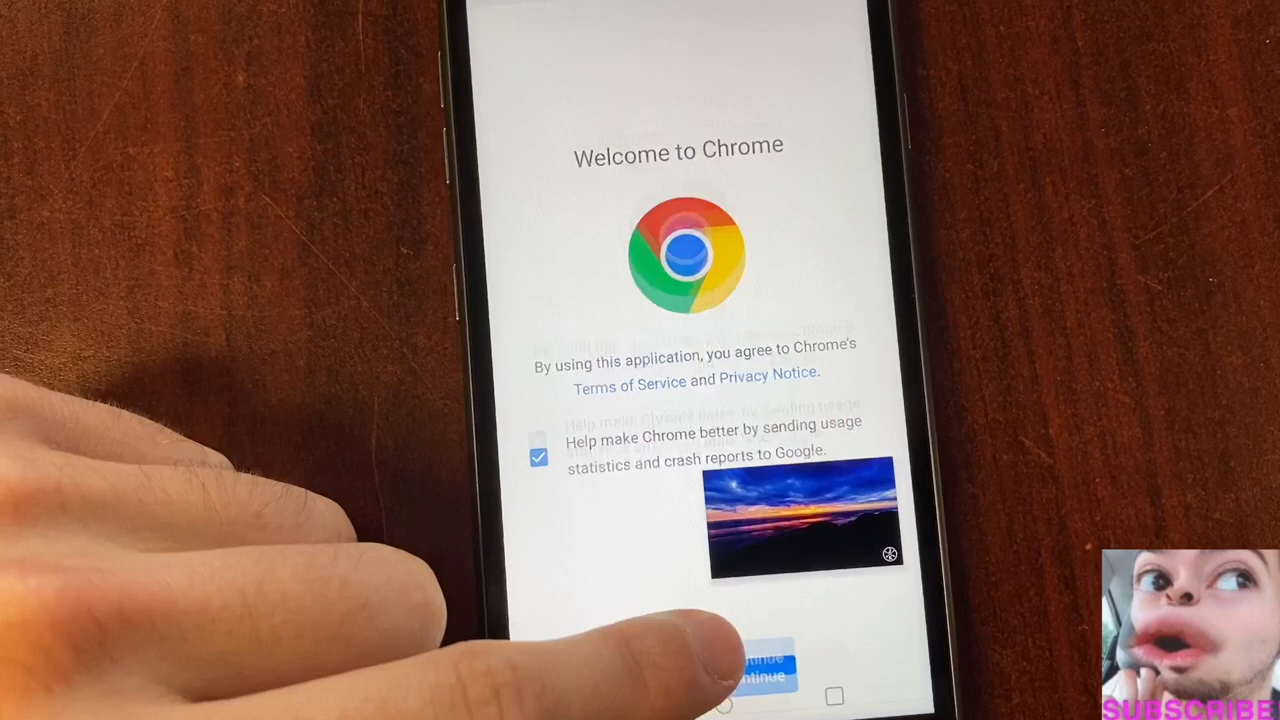 Welcome to Chrome
By using this application, you agree to Chrome's
Terms of Service and Privacy Notice.
Help make Chrome better by sending usage
statistics and crash reports to Google.
SUBSCRIBE